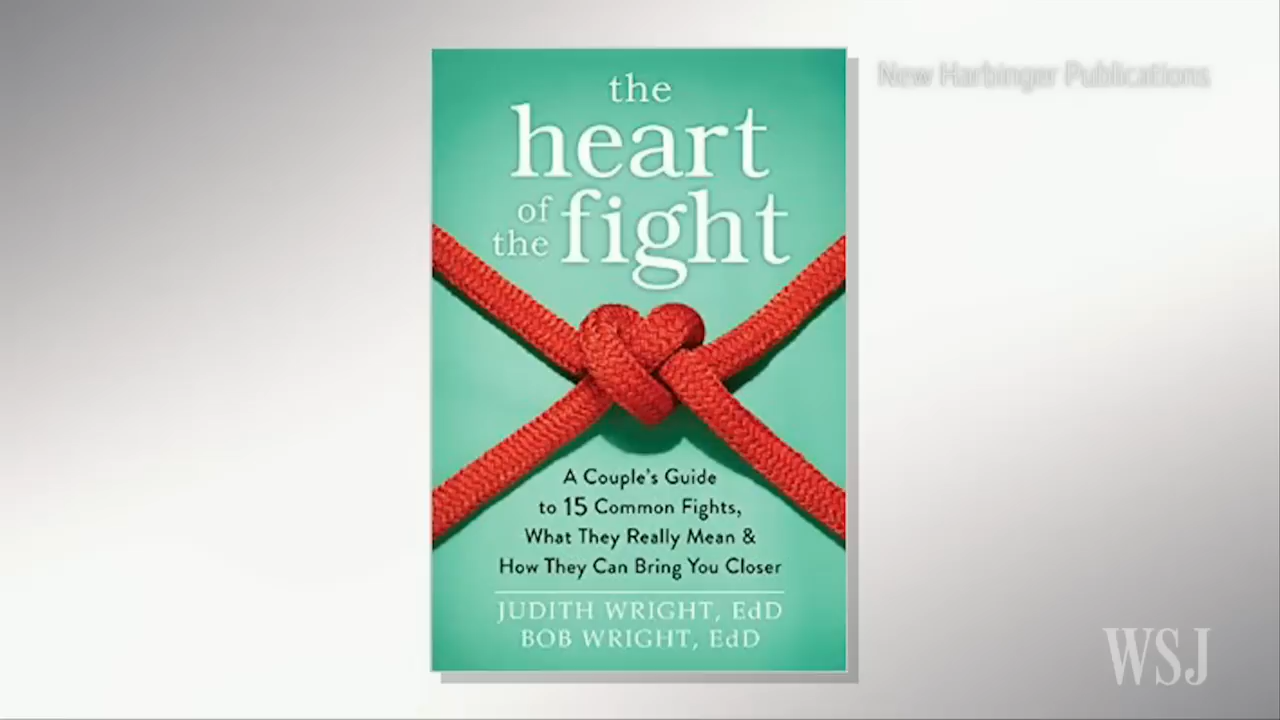 New Harbinger Publications
the
heart
of the fight
A Couple's Guide
to 15 Common Fights,
What They Really Mean &
How They Can Bring You Closer
JUDITH WRIGHT, EdD
BOB WRIGHT, EdD
WSJ